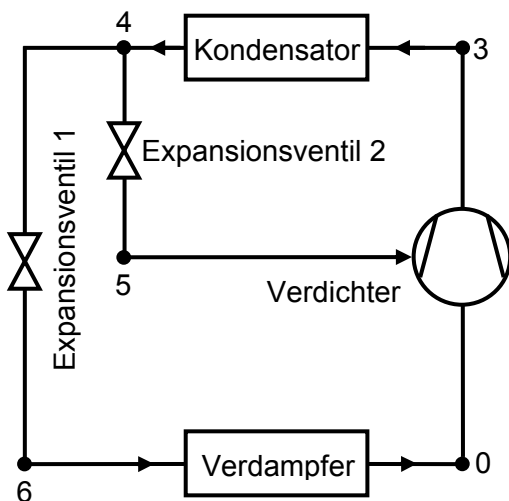 4
Kondensator
3
Expansionsventil 2
Expansionsventil 1
5
Verdichter
6
Verdampfer
0